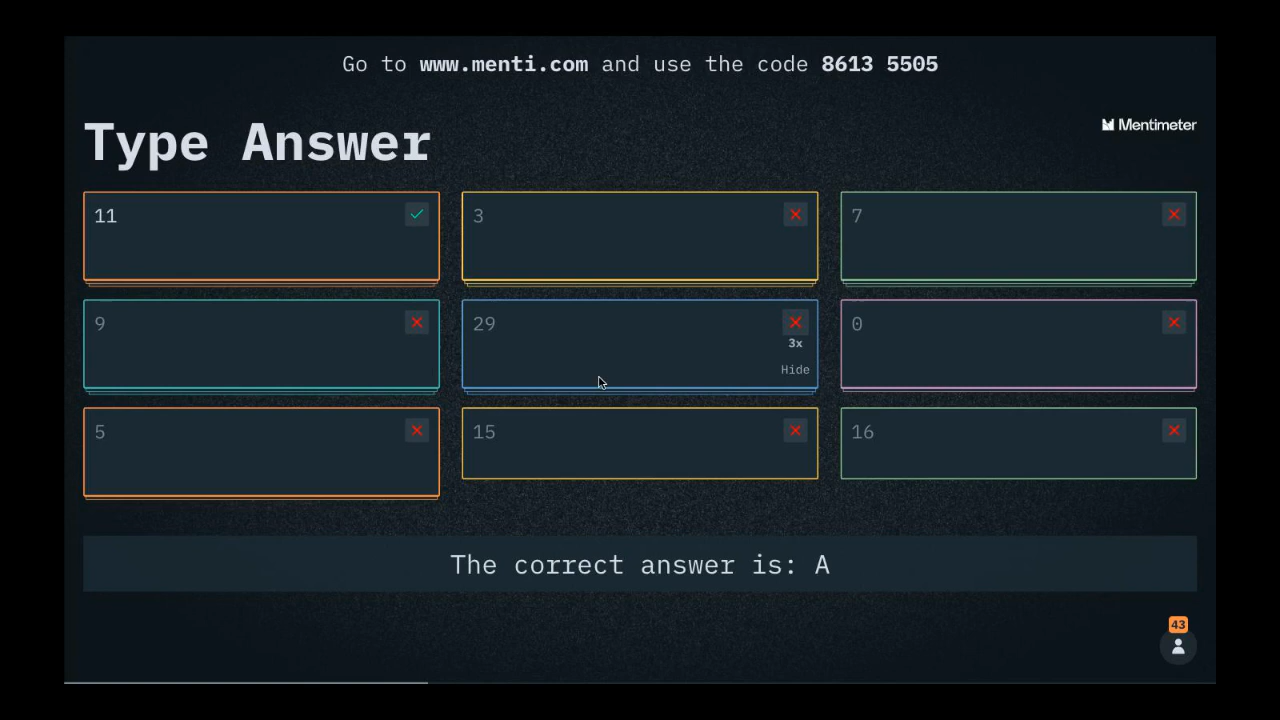 Go to www.menti.com and use the code 8613 5505
Mentimeter
Type Answer
11
3
7
9
29
3x
Hide
0
5
15
16
The correct answer is: A
43